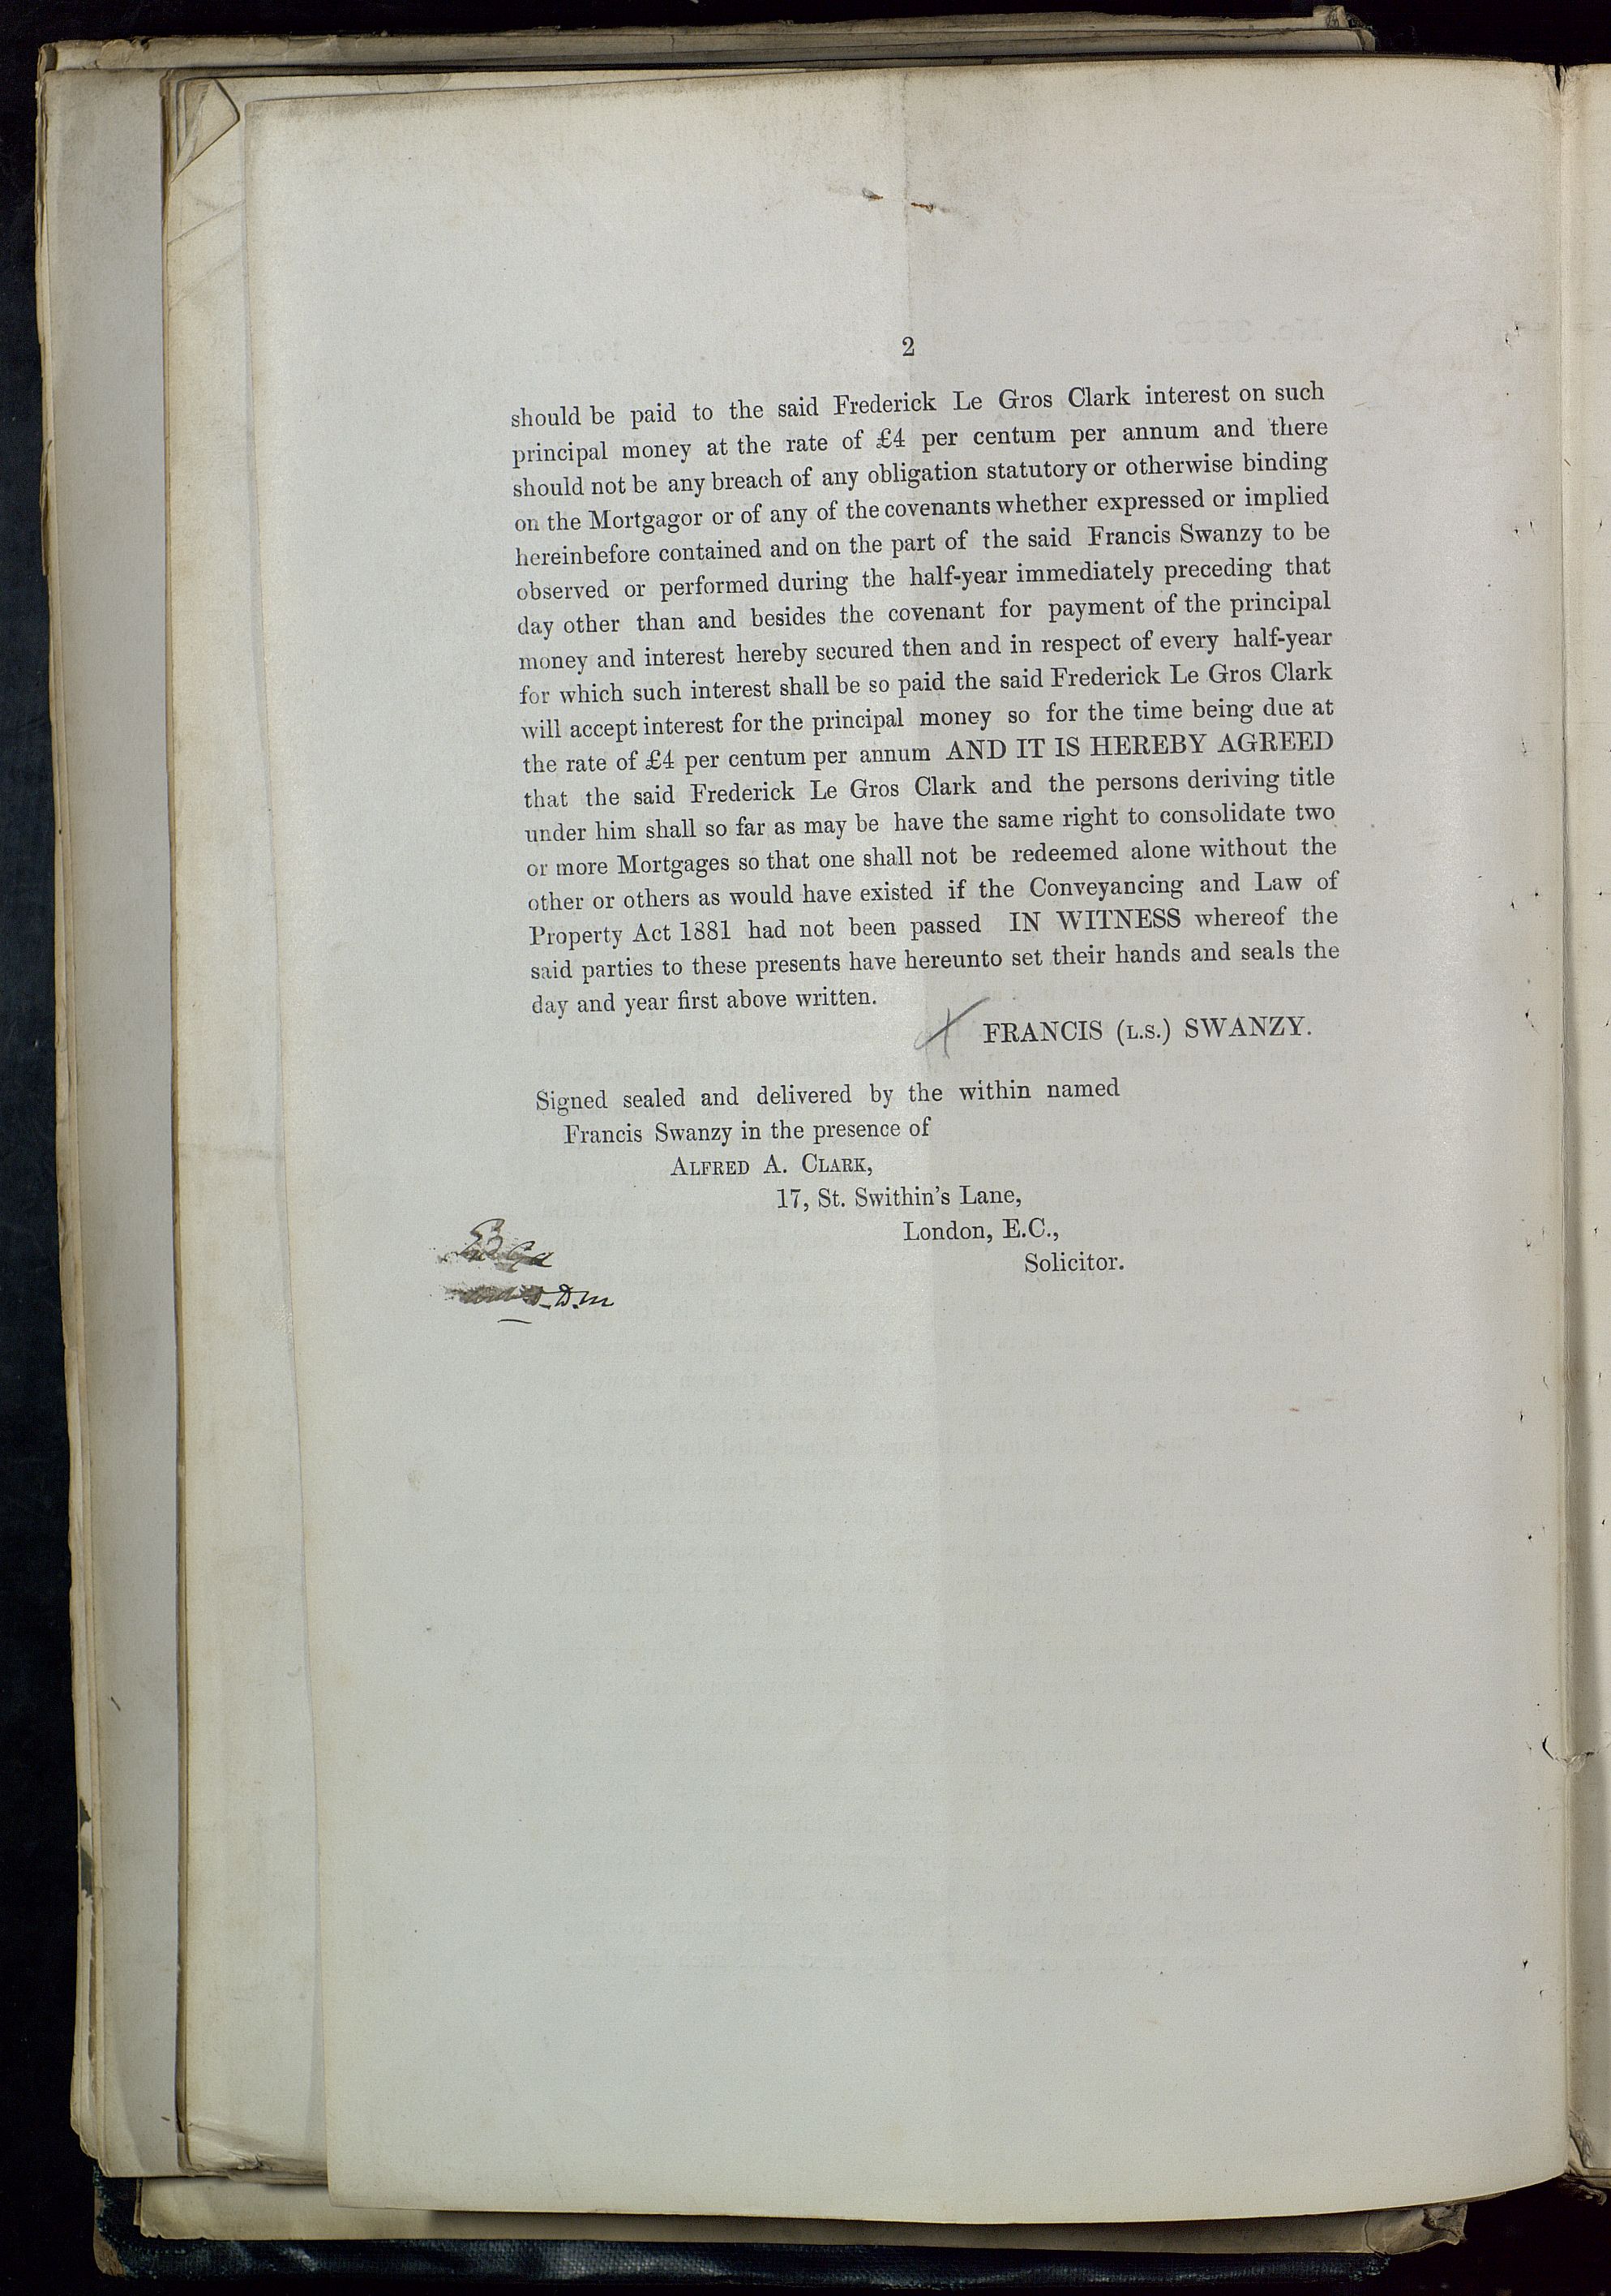 2
should be paid to the said Frederick Le Gros Clark interest on such
principal money at the rate of £4 per centum per annum and there
should not be any breach of any obligation statutory or otherwise binding
on the Mortgagor or of any of the covenants whether expressed or implied
hereinbefore contained and on the part of the said Francis Swanzy to be
observed or performed during the half-year immediately preceding that
day other than and besides the covenant for payment of the principal
money and interest hereby secured then and in respect of every half-year
for which such interest shall be so paid the said Frederick Le Gros Clark
will accept interest for the principal money so for the time being due at
the rate of £4 per centum per annum AND IT IS HEREBY AGREED
that the said Frederick Le Gros Clark and the persons deriving title
under him shall so far as may be have the same right to consolidate two
or more Mortgages so that one shall not be redeemed alone without the
other or others as would have existed if the Conveyancing and Law of
Property Act 1881 had not been passed IN WITNESS whereof the
said parties to these presents have hereunto set their hands and seals the
day and year first above written.
FRANCIS (L.S.) SWANZY.
Signed sealed and delivered by the within named
Francis Swanzy in the presence of
ALFRED A. CLARK,
17, St. Swithin's Lane,
London, E.C.,
Solicitor.